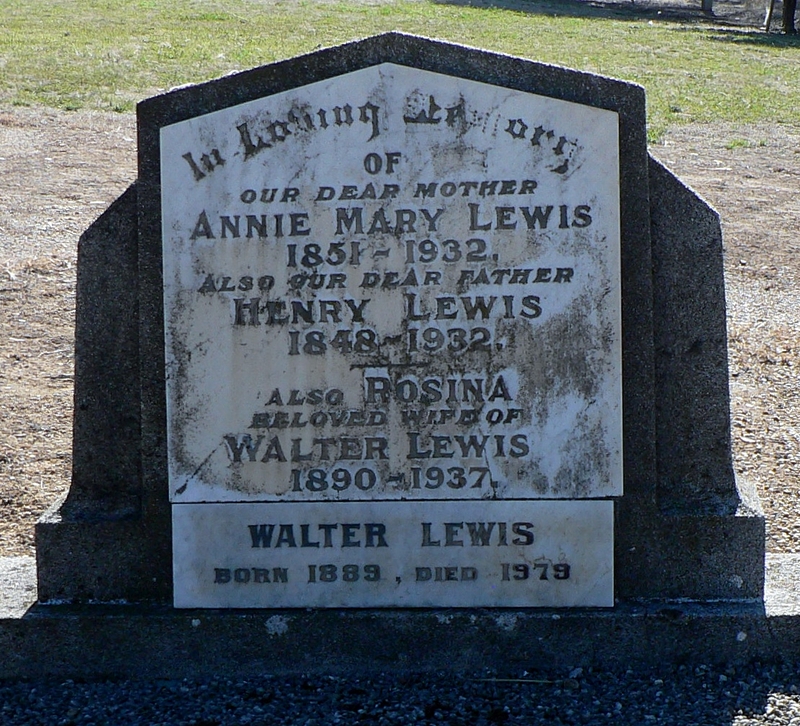 In Loving Memory
OF
OUR DEAR MOTHER
ANNIE MARY LEWIS
1851-1932.
ALSO OUR DEAR FATHER
HENRY LEWIS
1848-1932.
ALSO ROSINA
BELOVED WIFE OF
WALTER LEWIS
1890-1937.
WALTER LEWIS
BORN 1889, DIED 1979